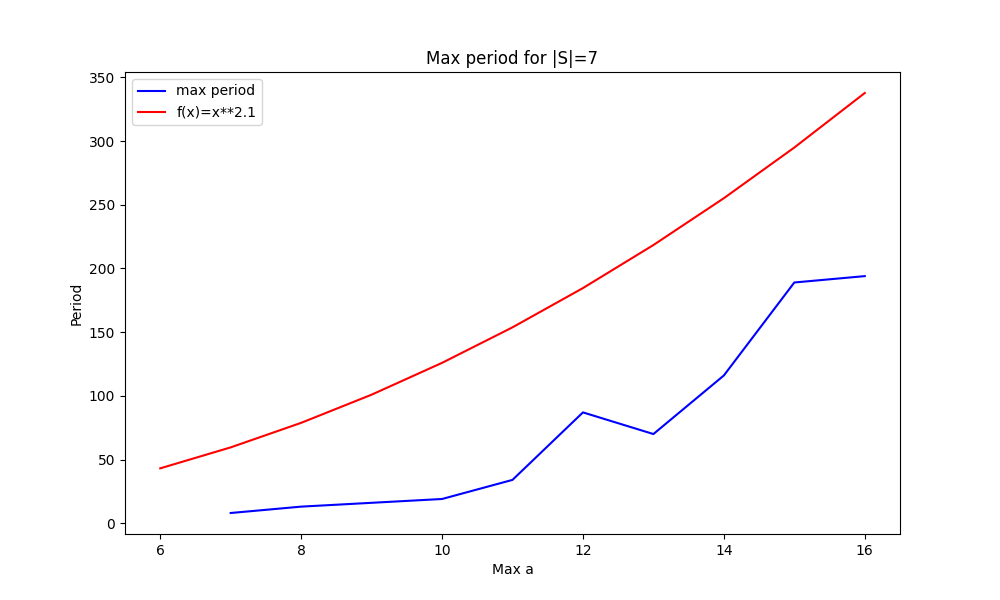 Max period for |S|=7
max period
f(x)=x**2.1
Period
350
300
250
200
150
100
50
0
6 8 10 12 14 16
Max a